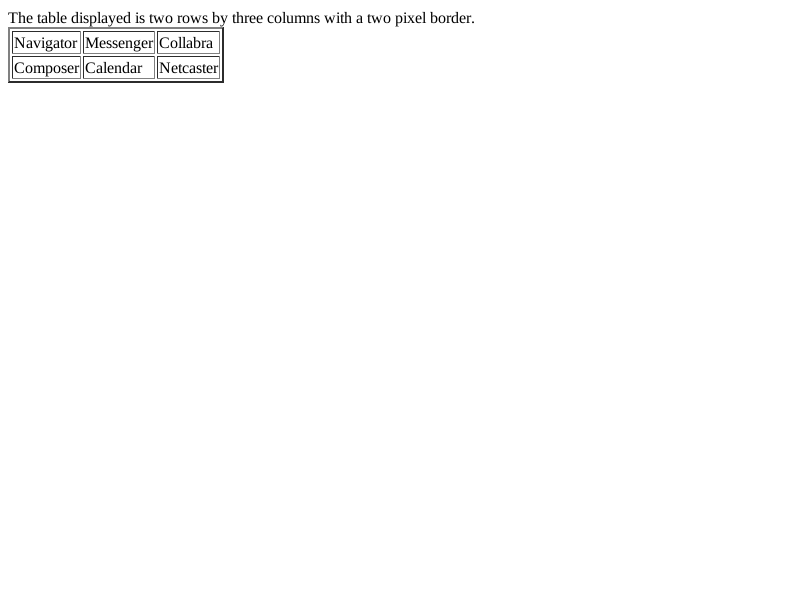 The table displayed is two rows by three columns with a two pixel border.
Navigator Messenger Collabra
Composer Calendar Netcaster